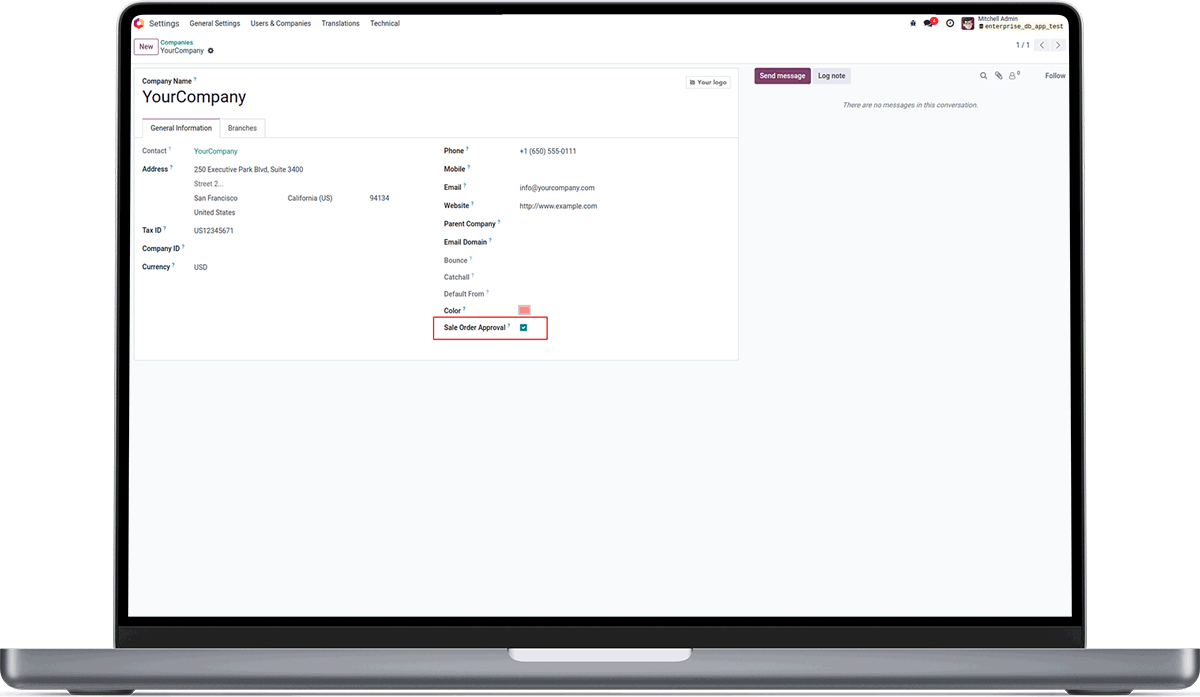 Settings General Settings Users & Companies Translations Technical
4
Mitchell Admin
enterprise_db_app_test
New
Companies
YourCompany
1 / 1
Company Name ?
YourCompany
Your logo
General Information Branches
Contact ? YourCompany
Address ? 250 Executive Park Blvd, Suite 3400
Street 2...
San Francisco California (US) 94134
United States
Tax ID ? US12345671
Company ID ?
Currency ? USD
Phone ? +1 (650) 555-0111
Mobile ?
Email ? info@yourcompany.com
Website ? http://www.example.com
Parent Company ?
Email Domain ?
Bounce ?
Catchall ?
Default From ?
Color ?
Sale Order Approval ?
Send message Log note 0 Follow
There are no messages in this conversation.